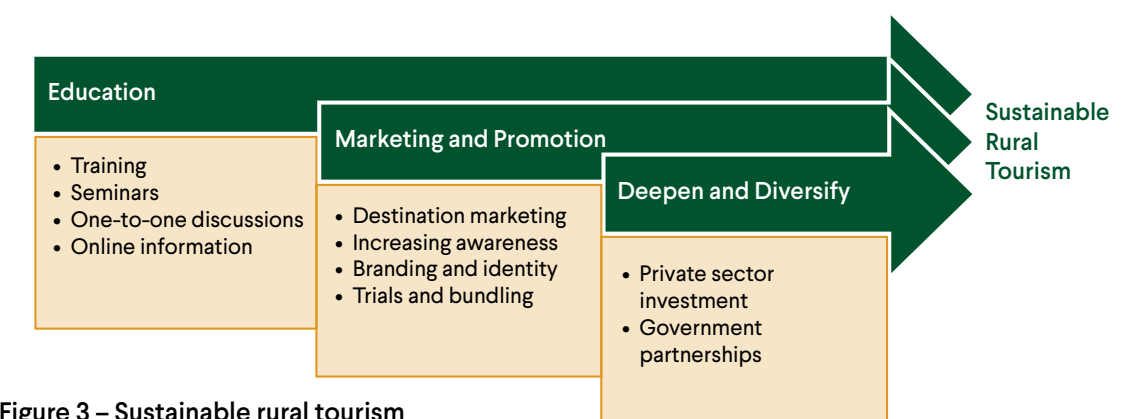 Education
• Training
• Seminars
• One-to-one discussions
• Online information
Marketing and Promotion
• Destination marketing
• Increasing awareness
• Branding and identity
• Trials and bundling
Deepen and Diversify
• Private sector
investment
• Government
partnerships
Sustainable
Rural
Tourism
Figure 3 – Sustainable rural tourism